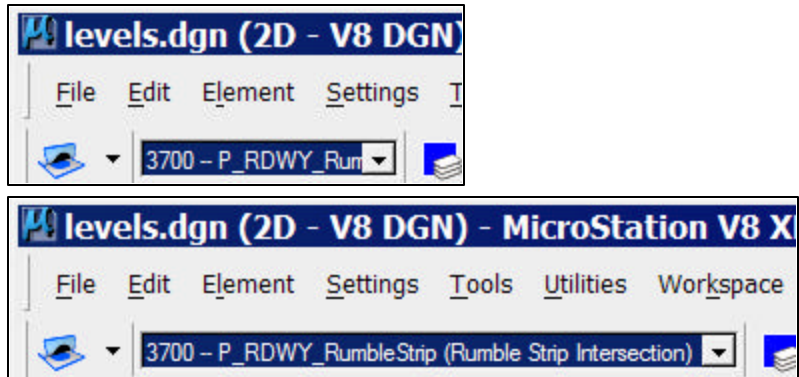 levels.dgn (2D - V8 DGN)
File Edit Element Settings T
3700 -- P_RDWY_Rum
levels.dgn (2D - V8 DGN) - MicroStation V8 XM
File Edit Element Settings Tools Utilities Workspace
3700 -- P_RDWY_RumbleStrip (Rumble Strip Intersection)